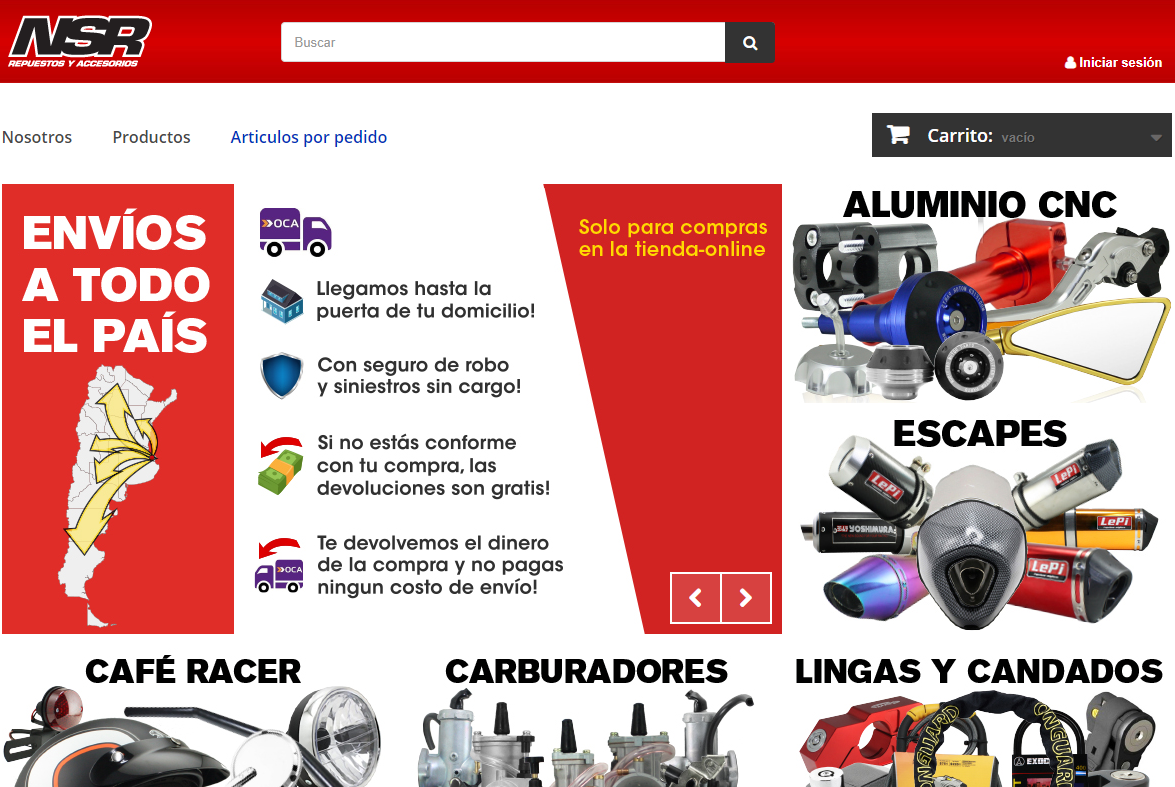 NSR
REPUESTOS Y ACCESORIOS
Buscar
Iniciar sesión
Nosotros
Productos
Articulos por pedido
Carrito: vacío
ENVÍOS
A TODO
EL PAÍS
OCA
Llegamos hasta la
puerta de tu domicilio!
Con seguro de robo
y siniestros sin cargo!
Si no estás conforme
con tu compra, las
devoluciones son gratis!
OCA
Te devolvemos el dinero
de la compra y no pagas
ningun costo de envío!
Solo para compras
en la tienda-online
ALUMINIO CNC
ESCAPES
LePi
LePi
LePi
LePi
CAFÉ RACER
CARBURADORES
LINGAS Y CANDADOS
ONGUARD
ONGUARD